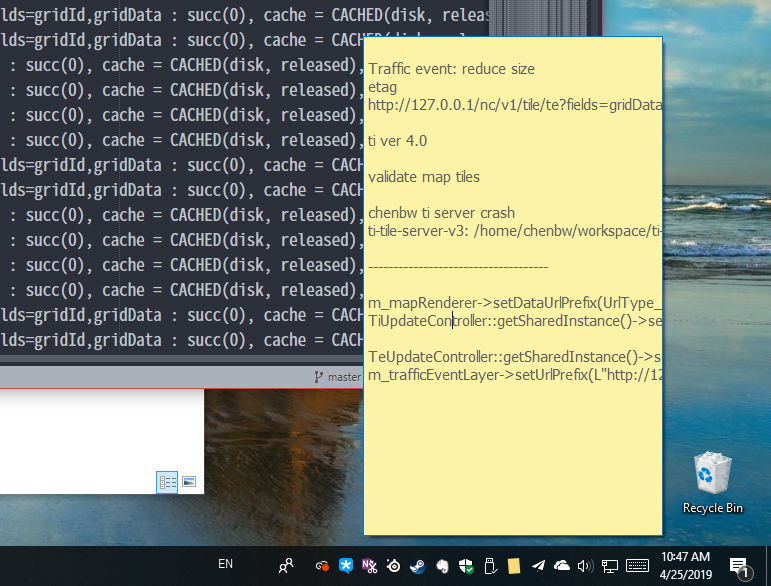 lds=gridId,gridData : succ(0), cache = CACHED(disk, releas
lds=gridId,gridData : succ(0), cache =
: succ(0), cache = CACHED(disk, released),
: succ(0), cache = CACHED(disk, released),
: succ(0), cache = CACHED(disk, released),
: succ(0), cache = CACHED(disk, released),
lds=gridId,gridData : succ(0), cache = CACH
lds=gridId,gridData : succ(0), cache = CACH
: succ(0), cache = CACHED(disk, released),
: succ(0), cache = CACHED(disk, released),
: succ(0), cache = CACHED(disk, released),
: succ(0), cache = CACHED(disk, released),
lds=gridId,gridData : succ(0), cache = CACH
lds=gridId,gridData : succ(0), cache = CACH
master
Traffic event: reduce size
etag
http://127.0.0.1/nc/v1/tile/te?fields=gridData
ti ver 4.0
validate map tiles
chenbw ti server crash
ti-tile-server-v3: /home/chenbw/workspace/ti-
------------------------------------
m_mapRenderer->setDataUrlPrefix(UrlType_
TiUpdateController::getSharedInstance()->se
TeUpdateController::getSharedInstance()->s
m_trafficEventLayer->setUrlPrefix(L"http://12
Recycle Bin
EN
10:47 AM
4/25/2019
1